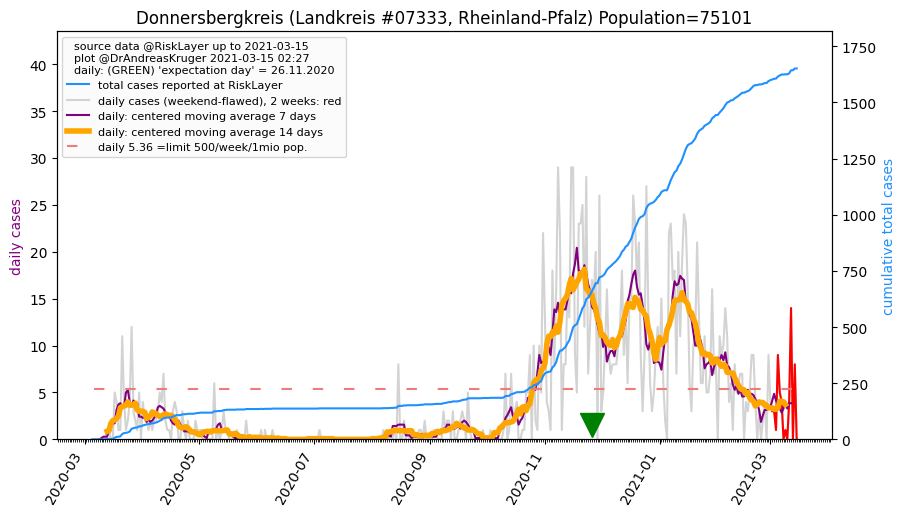 Donnersbergkreis (Landkreis #07333, Rheinland-Pfalz) Population=75101
source data @RiskLayer up to 2021-03-15
plot @DrAndreasKruger 2021-03-15 02:27
daily: (GREEN) 'expectation day' = 26.11.2020
total cases reported at RiskLayer
daily cases (weekend-flawed), 2 weeks: red
daily: centered moving average 7 days
daily: centered moving average 14 days
daily 5.36 =limit 500/week/1mio pop.
daily cases
40
35
30
25
20
15
10
5
0
cumulative total cases
1750
1500
1250
1000
750
500
250
0
2020-03
2020-05
2020-07
2020-09
2020-11
2021-01
2021-03